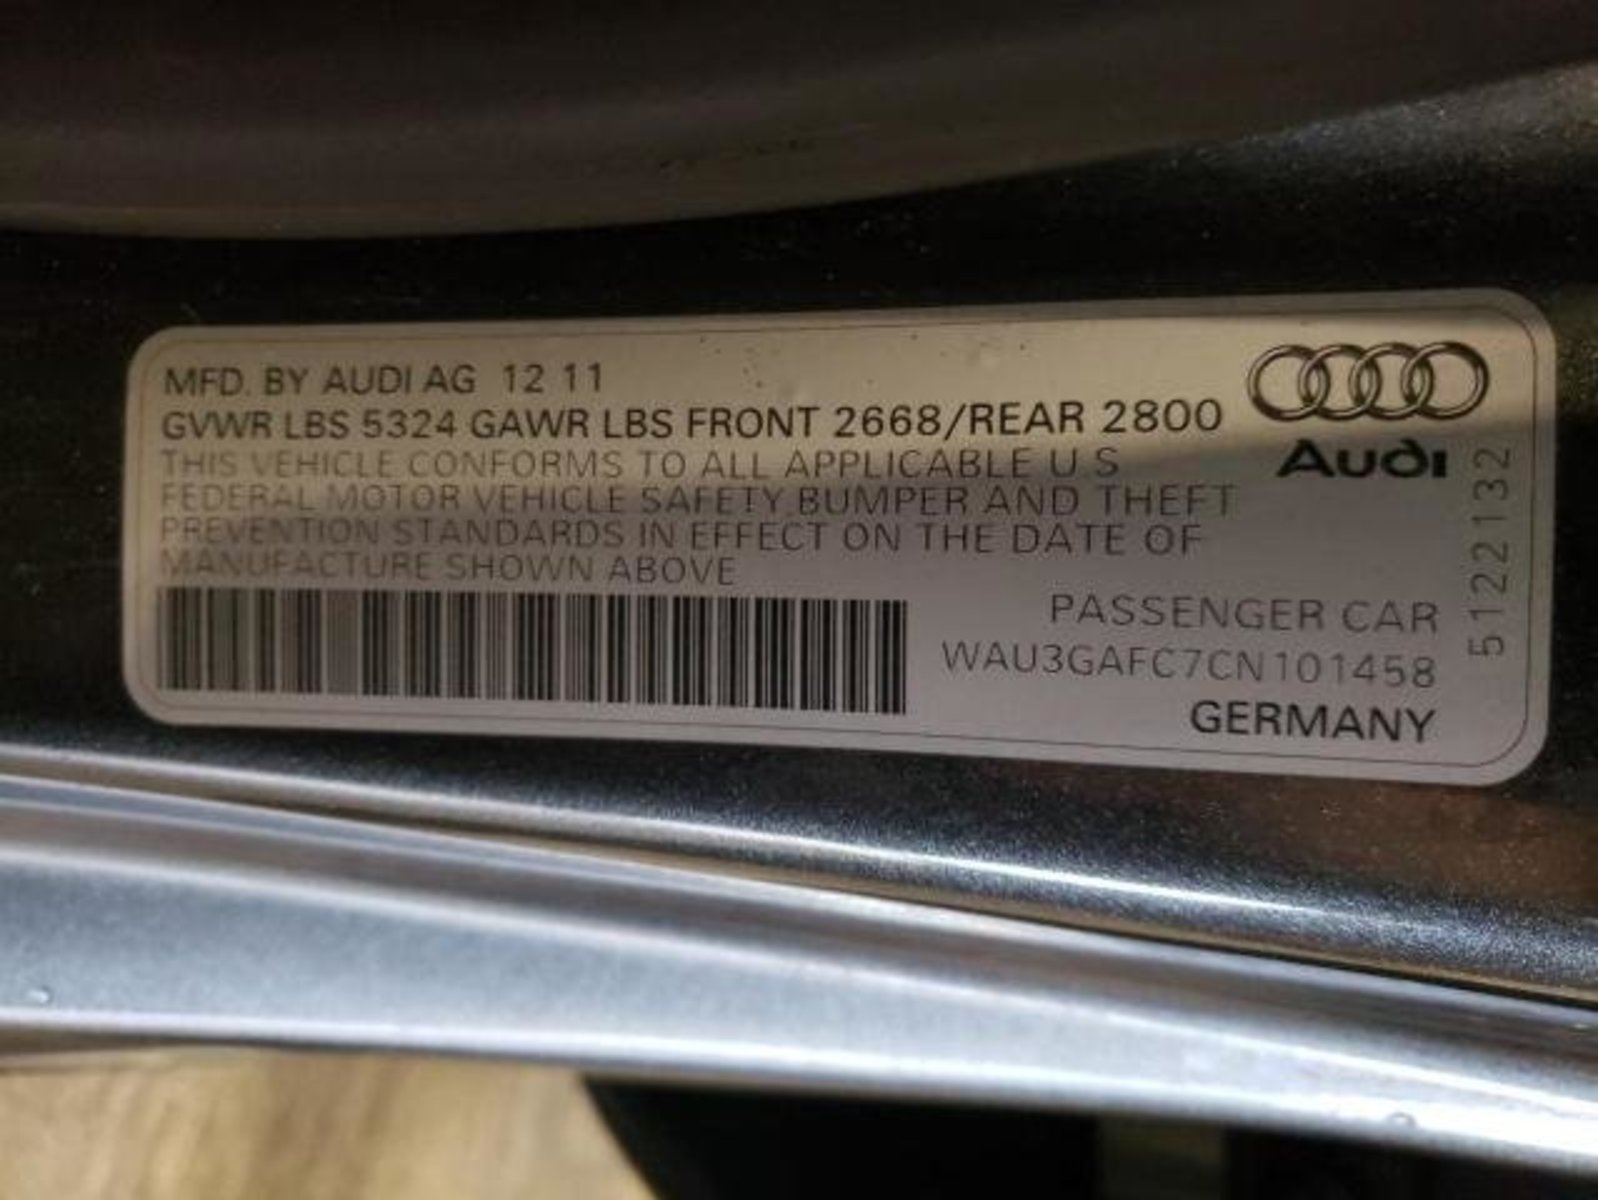 MFD. BY AUDI AG 12 11
GVWR LBS 5324 GAWR LBS FRONT 2668/REAR 2800
THIS VEHICLE CONFORMS TO ALL APPLICABLE U S
FEDERAL MOTOR VEHICLE SAFETY BUMPER AND THEFT
PREVENTION STANDARDS IN EFFECT ON THE DATE OF
MANUFACTURE SHOWN ABOVE
PASSENGER CAR
WAU3GAFC7CN101458
GERMANY
Audi
5122132